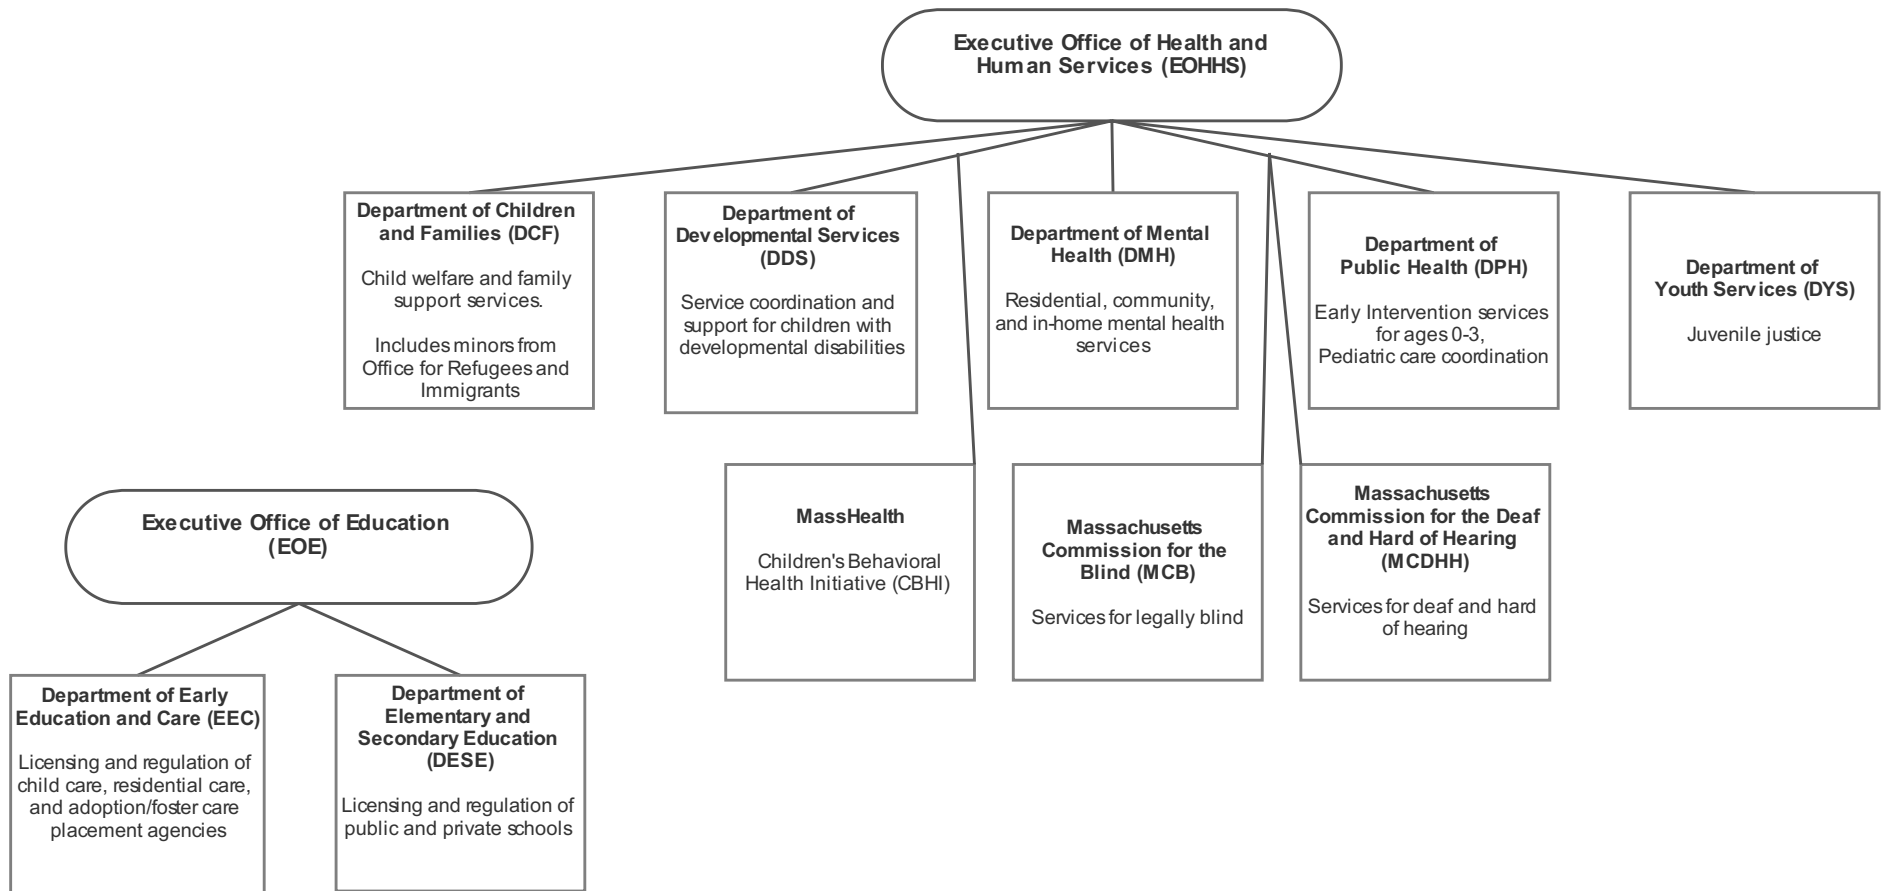 Executive Office of Health and
Human Services (EOHHS)
Department of Children
and Families (DCF)
Child welfare and family
support services.
Includes minors from
Office for Refugees and
Immigrants
Department of
Developmental Services
(DDS)
Service coordination and
support for children with
developmental disabilities
Department of Mental
Health (DMH)
Residential, community,
and in-home mental health
services
Department of
Public Health (DPH)
Early Intervention services
for ages 0-3,
Pediatric care coordination
Department of
Youth Services (DYS)
Juvenile justice
MassHealth
Children's Behavioral
Health Initiative (CBHI)
Massachusetts
Commission for the
Blind (MCB)
Services for legally blind
Massachusetts
Commission for the Deaf
and Hard of Hearing
(MCDHH)
Services for deaf and hard
of hearing
Executive Office of Education
(EOE)
Department of Early
Education and Care (EEC)
Licensing and regulation of
child care, residential care,
and adoption/foster care
placement agencies
Department of
Elementary and
Secondary Education
(DESE)
Licensing and regulation of
public and private schools